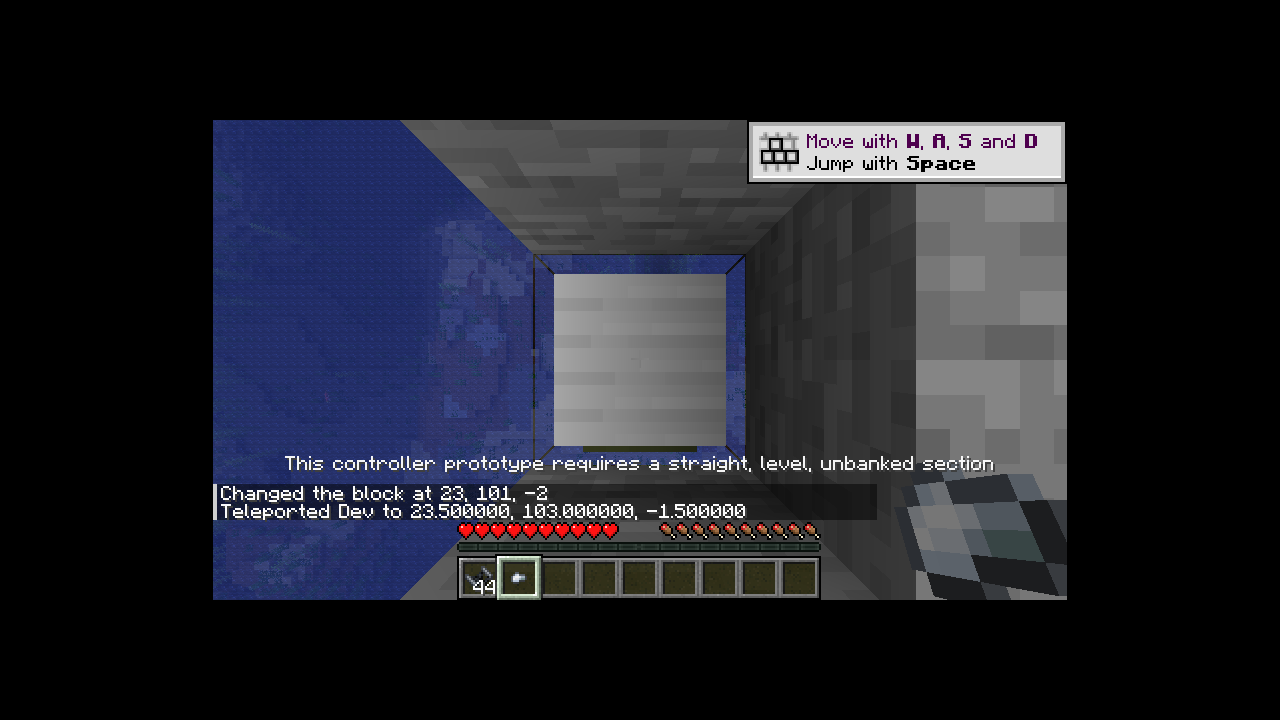 Move with W, A, S and D
Jump with Space
This controller prototype requires a straight, level, unbanked section
Changed the block at 23, 101, -2
Teleported Dev to 23.500000, 103.000000, -1.500000
44